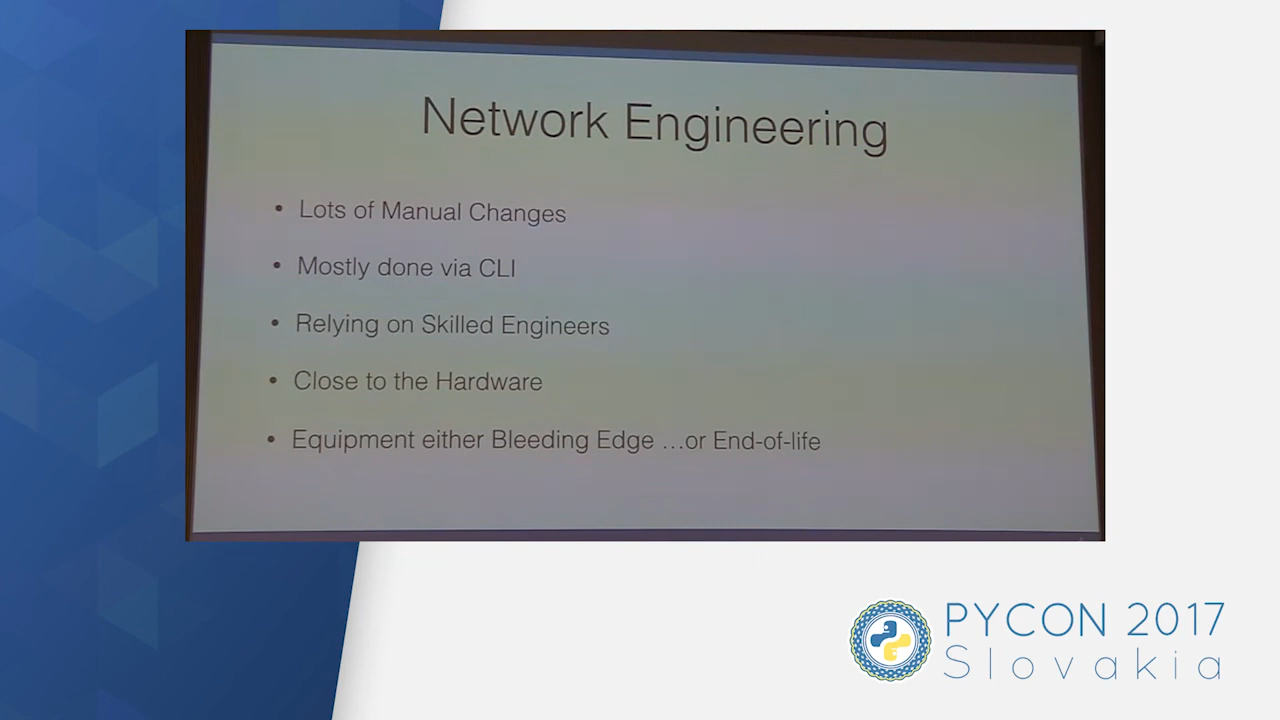 Network Engineering
• Lots of Manual Changes
• Mostly done via CLI
• Relying on Skilled Engineers
• Close to the Hardware
• Equipment either Bleeding Edge ...or End-of-life
PYCON 2017
Slovakia